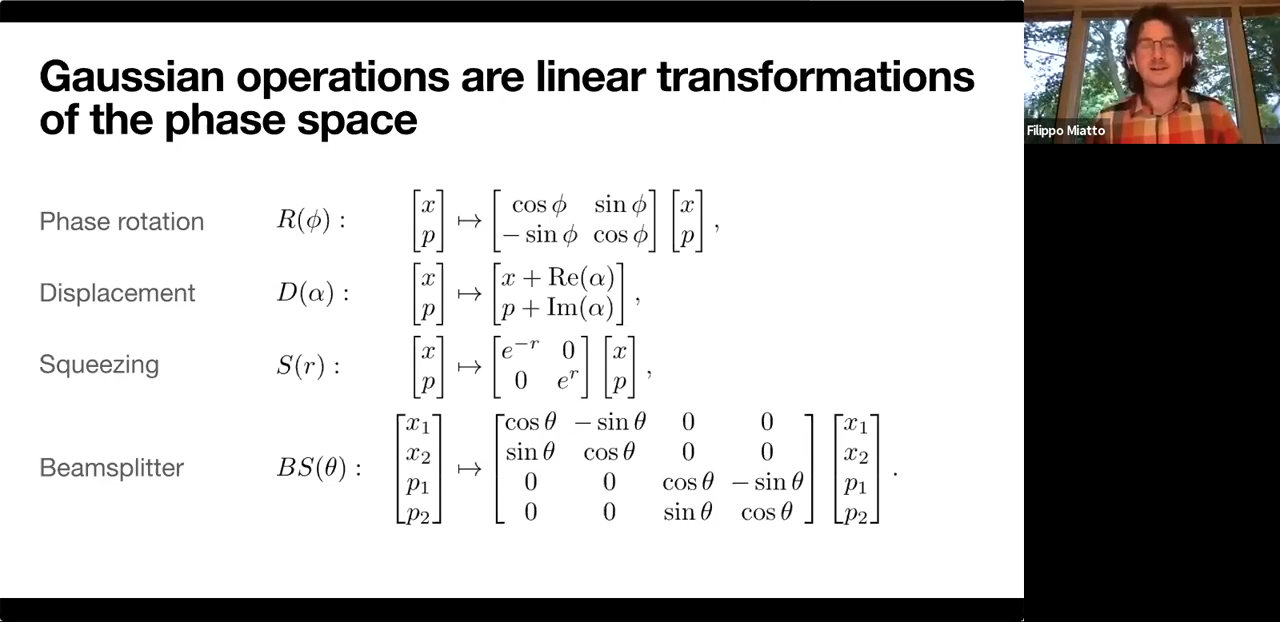 Gaussian operations are linear transformations
of the phase space
Phase rotation R(ϕ) : [x p] ↦ [cos ϕ sin ϕ − sin ϕ cos ϕ] [x p] ,
Displacement D(α) : [x p] ↦ [x + Re(α) p + Im(α)] ,
Squeezing S(r) : [x p] ↦ [e^{−r} 0 0 e^{r}] [x p] ,
Beamsplitter BS(θ) : [x₁ x₂ p₁ p₂] ↦ [cos θ − sin θ 0 0 sin θ cos θ 0 0 0 0 cos θ − sin θ 0 0 sin θ cos θ] [x₁ x₂ p₁ p₂] .
Filippo Miatto